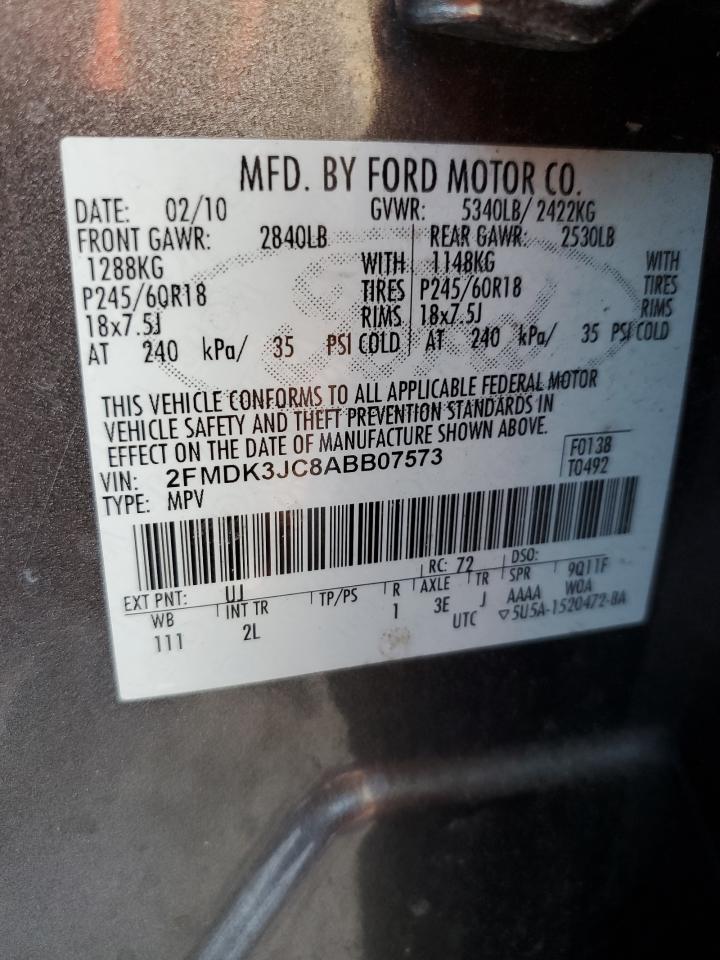 MFD. BY FORD MOTOR CO.
DATE: 02/10 GVWR: 5340LB/ 2422KG
FRONT GAWR: 2840LB REAR GAWR: 2530LB
1288KG WITH 1148KG WITH
P245/60R18 TIRES P245/60R18 TIRES
18x7.5J RIMS 18x7.5J RIMS
AT 240 kPa/ 35 PSI COLD AT 240 kPa/ 35 PSI COLD
THIS VEHICLE CONFORMS TO ALL APPLICABLE FEDERAL MOTOR
VEHICLE SAFETY AND THEFT PREVENTION STANDARDS IN
EFFECT ON THE DATE OF MANUFACTURE SHOWN ABOVE.
VIN: 2FMDK3JC8ABB07573 F0138
TYPE: MPV T0492
EXT PNT: UJ RC: 72 DSO:
WB INT TR TP/PS R AXLE TR SPR 9Q11F
111 2L 1 3E J AAAA WOA
UTC ▽5U5A-1520472-BA